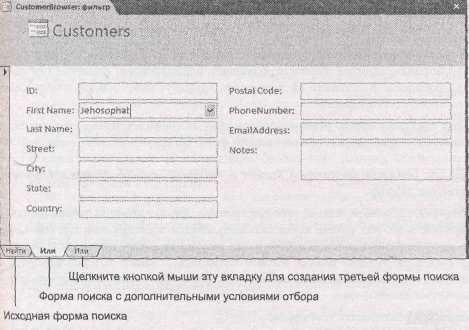 CustomerBrowser: фильтр
Customers
ID:
Postal Code:
First Name:
Jehosophat
PhoneNumber:
Last Name:
EmailAddress:
Street:
Notes:
City:
State:
Country:
Найти
Или
Или
Щелкните кнопкой мыши эту вкладку для создания третьей формы поиска
Форма поиска с дополнительными условиями отбора
Исходная форма поиска